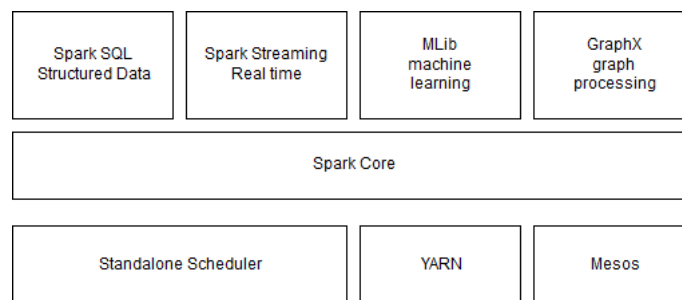 Spark SQL
Structured Data
Spark Streaming
Real time
MLib
machine
learning
GraphX
graph
processing
Spark Core
Standalone Scheduler
YARN
Mesos